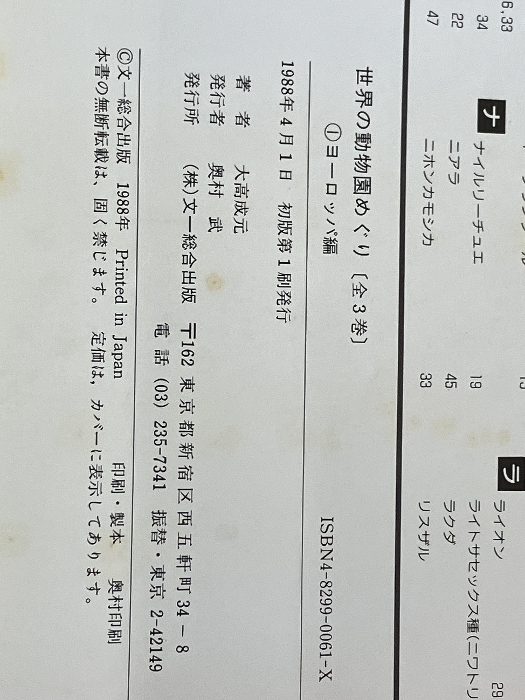 6,33
34
22
47
ナ
ナイルリーチュエ 19
ニアラ 45
ニホンカモシカ 33
ラ
ライオン 29
ライトサセックス種(ニワトリ
ラクダ
リスザル
世界の動物園めぐり〔全3巻〕
①ヨーロッパ編
ISBN4-8299-0061-X
1988年4月1日 初版第1刷発行
著者 大高成元
発行者 奥村 武
発行所 (株)文一総合出版 〒162 東京都新宿区西五軒町34-8
電話 (03) 235-7341 振替・東京 2-42149
©文一総合出版 1988年 Printed in Japan 印刷・製本 奥村印刷
本書の無断転載は、固く禁じます。 定価は、カバーに表示してあります。